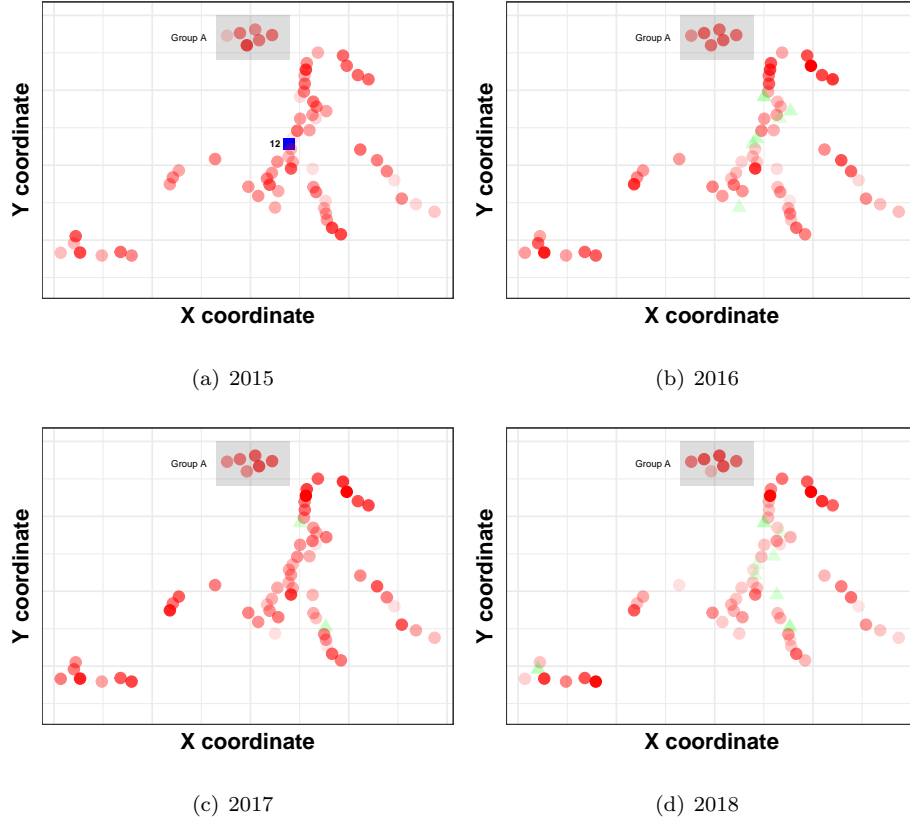 Group A
12
Y coordinate
X coordinate
(a) 2015
Group A
Y coordinate
X coordinate
(b) 2016
Group A
Y coordinate
X coordinate
(c) 2017
Group A
Y coordinate
X coordinate
(d) 2018